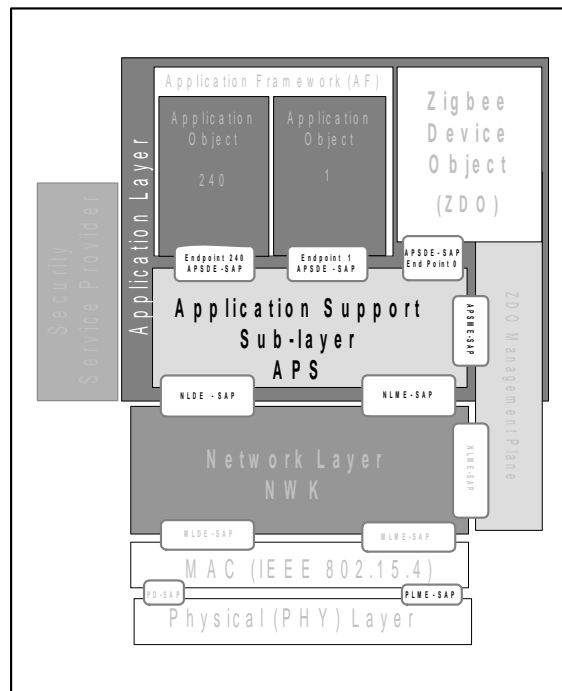 Application Framework (AF)
Application
Object
240
Application
Object
1
Zigbee
Device
Object
(ZDO)
Application Layer
Security
Service Provider
Endpoint 240
APSDE-SAP
Endpoint 1
APSDE-SAP
APSDE-SAP
End Point 0
Application Support
Sub-layer
APS
APSME-SAP
ZDO Management Plane
NLDE -SAP
NLME-SAP
Network Layer
NWK
NLME-SAP
MLDE-SAP
MLME-SAP
MAC (IEEE 802.15.4)
PD-SAP
PLME-SAP
Physical (PHY) Layer